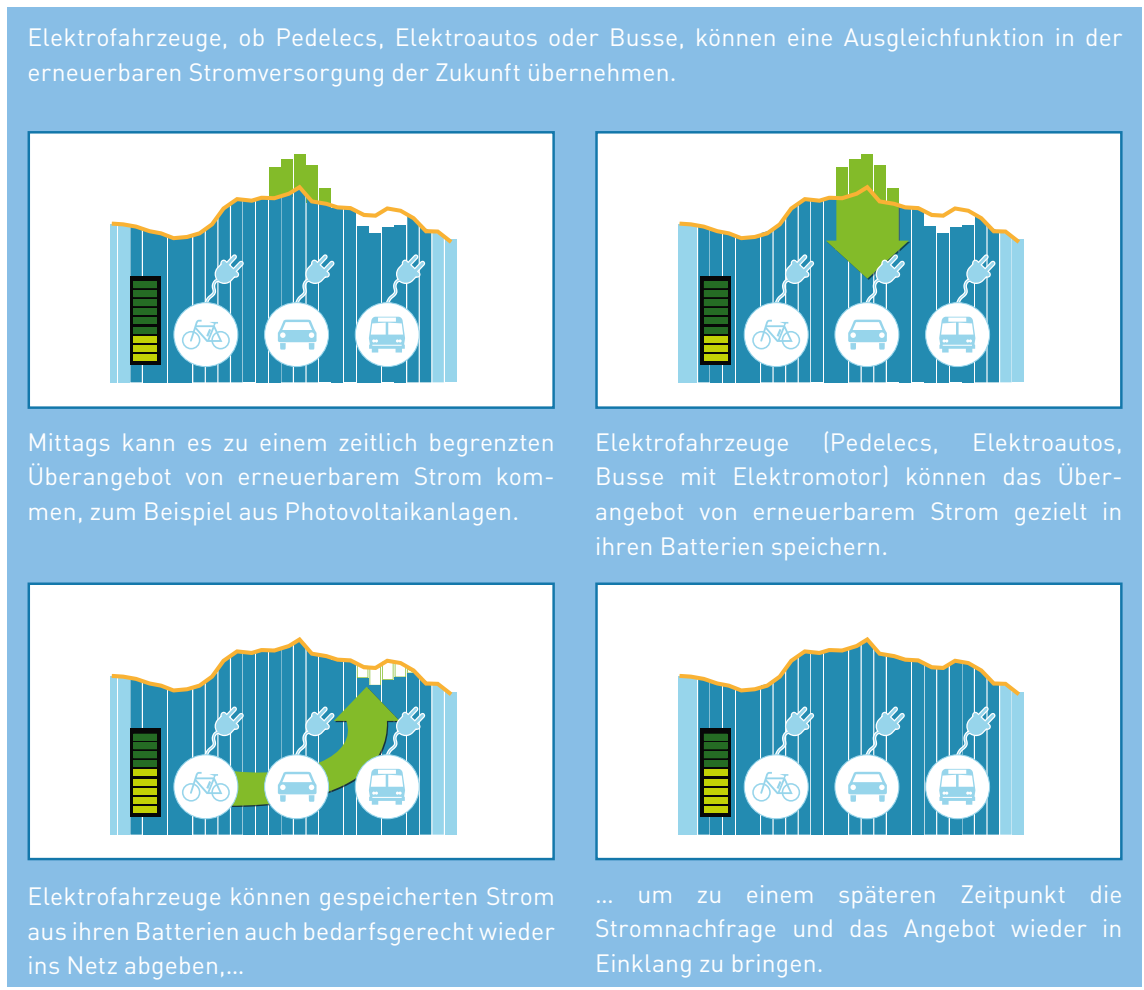 Elektrofahrzeuge, ob Pedelecs, Elektroautos oder Busse, können eine Ausgleichfunktion in der
erneuerbaren Stromversorgung der Zukunft übernehmen.
Mittags kann es zu einem zeitlich begrenzten
Überangebot von erneuerbarem Strom kom-
men, zum Beispiel aus Photovoltaikanlagen.
Elektrofahrzeuge (Pedelecs, Elektroautos,
Busse mit Elektromotor) können das Über-
angebot von erneuerbarem Strom gezielt in
ihren Batterien speichern.
Elektrofahrzeuge können gespeicherten Strom
aus ihren Batterien auch bedarfsgerecht wieder
ins Netz abgeben,...
... um zu einem späteren Zeitpunkt die
Stromnachfrage und das Angebot wieder in
Einklang zu bringen.